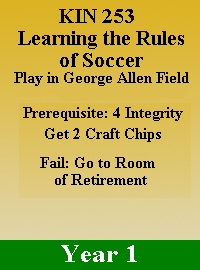 KIN 253
Learning the Rules
of Soccer
Play in George Allen Field
Prerequisite: 4 Integrity
Get 2 Craft Chips
Fail: Go to Room
of Retirement
Year 1